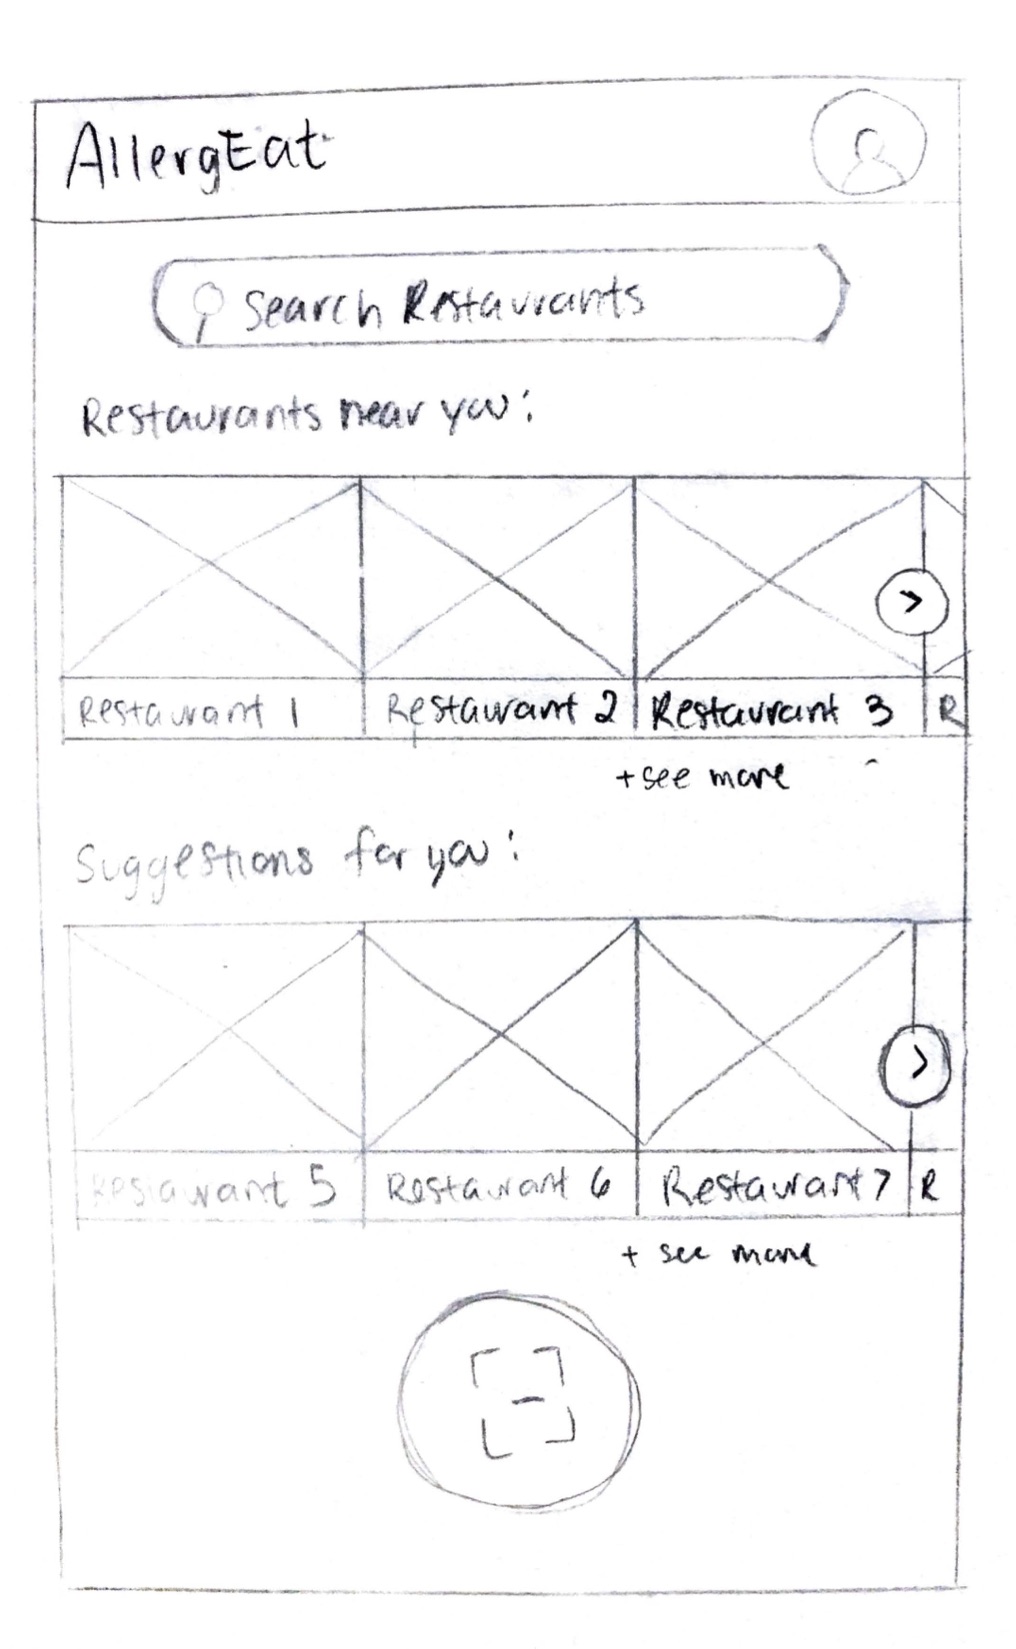 AllergEat
Search Restaurants
Restaurants near you:
>
Restaurant 1 Restaurant 2 Restaurant 3 R
+see more
Suggestions for you:
>
Restaurant 5 Restaurant 6 Restaurant 7 R
+ see more